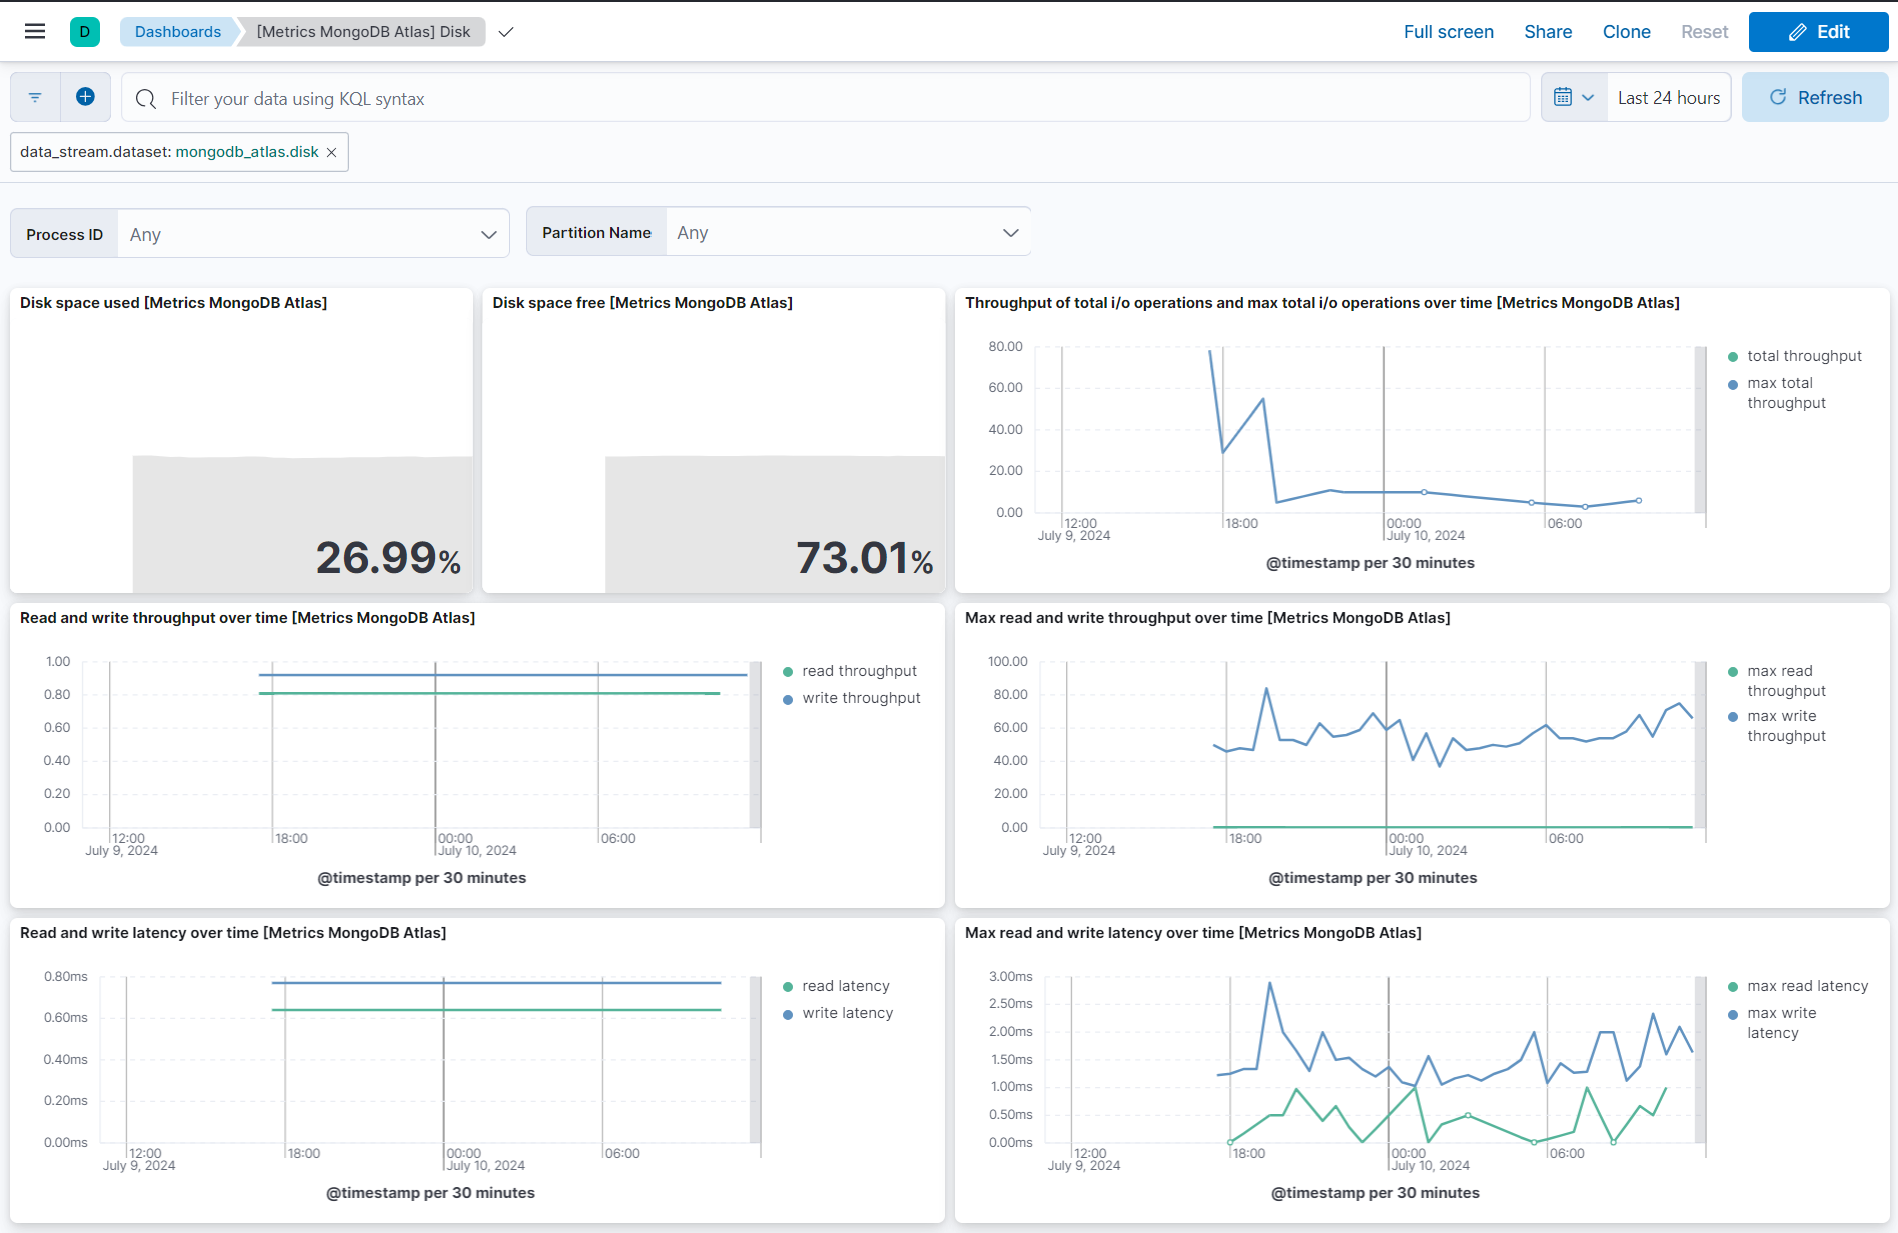 D
Dashboards
[Metrics MongoDB Atlas] Disk
Full screen
Share
Clone
Reset
Edit
Filter your data using KQL syntax
Last 24 hours
Refresh
data_stream.dataset: mongodb_atlas.disk ×
Process ID
Any
Partition Name
Any
Disk space used [Metrics MongoDB Atlas]
26.99%
Disk space free [Metrics MongoDB Atlas]
73.01%
Throughput of total i/o operations and max total i/o operations over time [Metrics MongoDB Atlas]
80.00
60.00
40.00
20.00
0.00
12:00
July 9, 2024
18:00
00:00
July 10, 2024
06:00
@timestamp per 30 minutes
total throughput
max total
throughput
Read and write throughput over time [Metrics MongoDB Atlas]
1.00
0.80
0.60
0.40
0.20
0.00
12:00
July 9, 2024
18:00
00:00
July 10, 2024
06:00
@timestamp per 30 minutes
read throughput
write throughput
Max read and write throughput over time [Metrics MongoDB Atlas]
100.00
80.00
60.00
40.00
20.00
0.00
12:00
July 9, 2024
18:00
00:00
July 10, 2024
06:00
@timestamp per 30 minutes
max read
throughput
max write
throughput
Read and write latency over time [Metrics MongoDB Atlas]
0.80ms
0.60ms
0.40ms
0.20ms
0.00ms
12:00
July 9, 2024
18:00
00:00
July 10, 2024
06:00
@timestamp per 30 minutes
read latency
write latency
Max read and write latency over time [Metrics MongoDB Atlas]
3.00ms
2.50ms
2.00ms
1.50ms
1.00ms
0.50ms
0.00ms
12:00
July 9, 2024
18:00
00:00
July 10, 2024
06:00
@timestamp per 30 minutes
max read latency
max write
latency